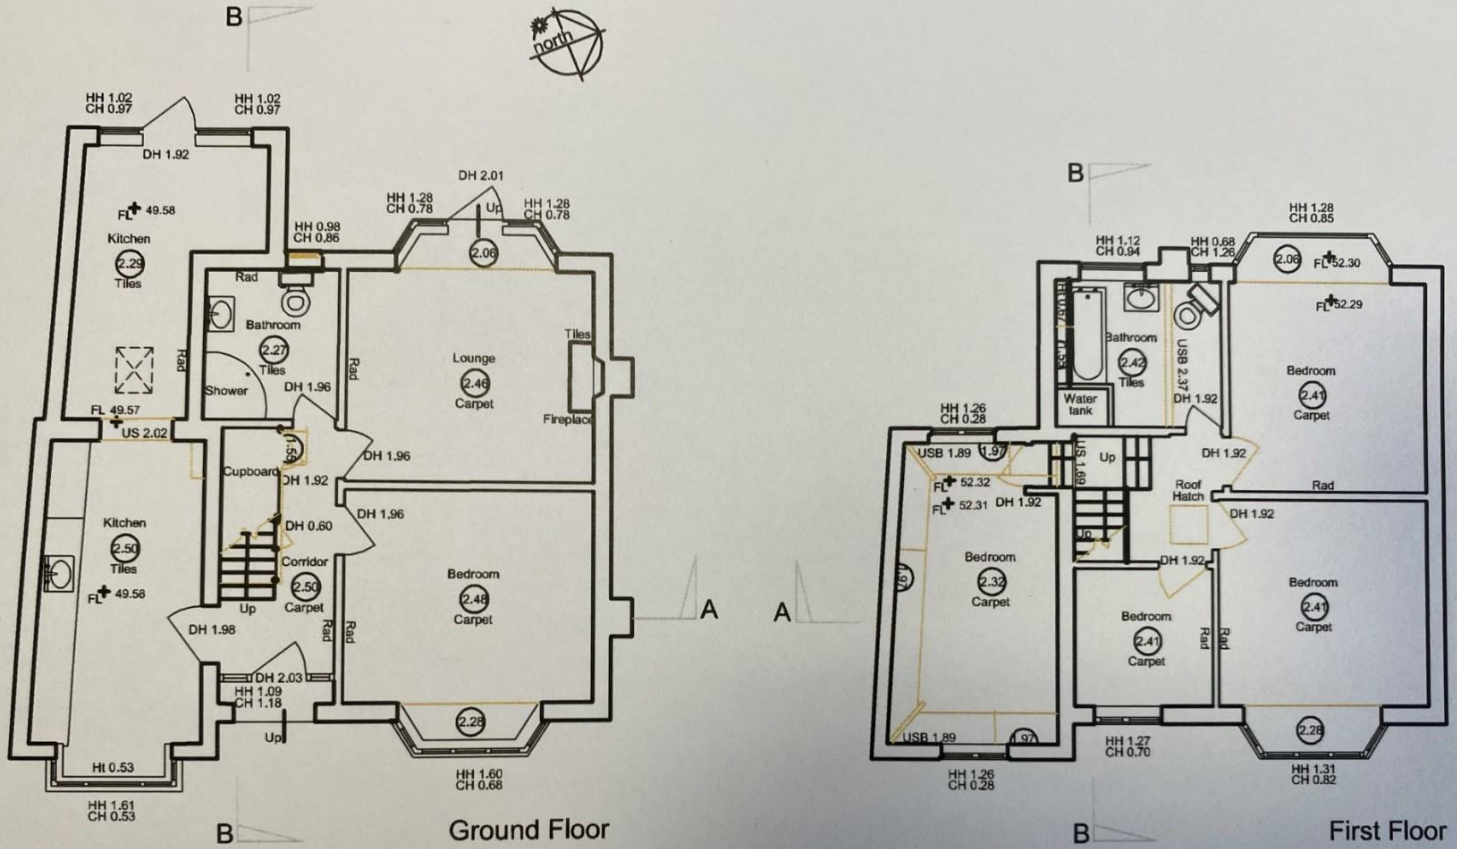 B
north
HH 1.02
CH 0.97
HH 1.02
CH 0.97
DH 1.92
FL 49.58
Kitchen
2.29
Tiles
Rad
FL 49.57
US 2.02
HH 0.98
CH 0.86
Rad
Bathroom
2.27
Tiles
Shower
DH 1.96
DH 2.01
HH 1.28
CH 0.78
Up
HH 1.28
CH 0.78
2.06
Rad
Lounge
2.46
Carpet
Tiles
Fireplace
DH 1.96
Cupboard
1.55
DH 1.92
DH 0.60
DH 1.96
Kitchen
2.50
Tiles
FL 49.58
Corridor
2.50
Carpet
Up
DH 1.98
Rad
Rad
Bedroom
2.48
Carpet
DH 2.03
HH 1.09
CH 1.18
Up
2.28
HH 1.60
CH 0.68
Ht 0.53
HH 1.61
CH 0.53
B
A
Ground Floor
B
HH 1.12
CH 0.94
HH 0.68
CH 1.26
HH 1.28
CH 0.85
2.06
FL 52.30
FL 52.29
Bathroom
2.42
Tiles
USB 2.37
DH 1.92
Water
tank
Bedroom
2.41
Carpet
HH 1.26
CH 0.28
USB 1.89
1.97
FL 52.32
FL 52.31
DH 1.92
US 1.69
Up
Up
Roof
Hatch
DH 1.92
Rad
DH 1.92
DH 1.92
1.97
Bedroom
2.32
Carpet
Bedroom
2.41
Carpet
Rad
Rad
Bedroom
2.41
Carpet
USB 1.89
1.97
HH 1.26
CH 0.28
HH 1.27
CH 0.70
2.28
HH 1.31
CH 0.82
A
B
First Floor